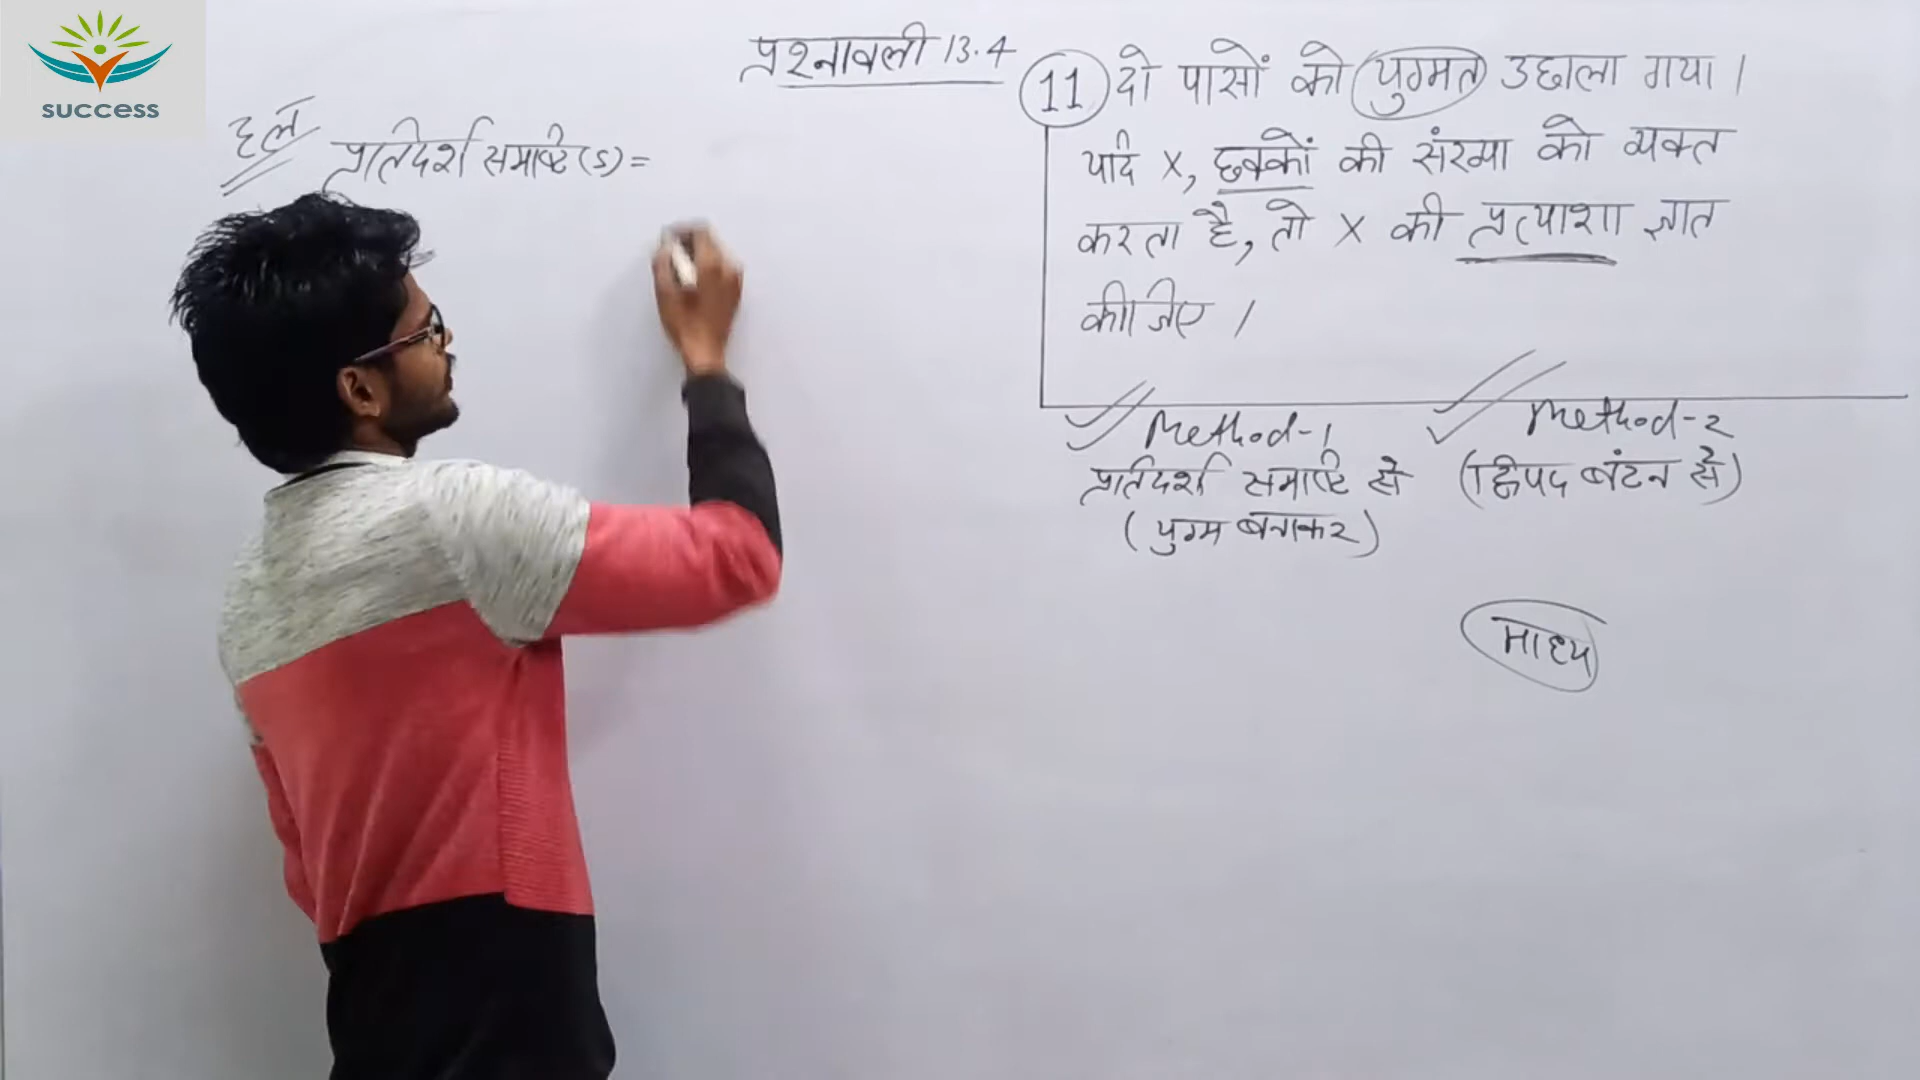 success
प्रश्नावली 13.4
11 दो पासों को युग्मत उछाला गया।
यदि X, छक्कों की संख्या को व्यक्त
करता है, तो X की प्रत्याशा ज्ञात
कीजिए।
हल
प्रतिदर्श समष्टि (S) =
Method-1
प्रतिदर्श समष्टि से
(युग्म बनाकर)
Method-2
(द्विपद बंटन से)
माध्य